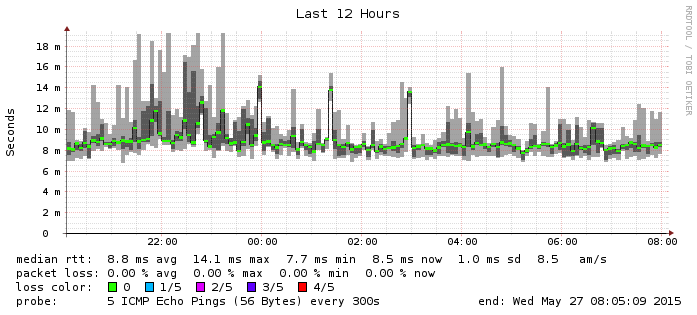 Last 12 Hours
RRDTOOL / TOBI OETIKER
Seconds
18 m
16 m
14 m
12 m
10 m
8 m
6 m
4 m
2 m
0
22:00 00:00 02:00 04:00 06:00 08:00
median rtt: 8.8 ms avg 14.1 ms max 7.7 ms min 8.5 ms now 1.0 ms sd 8.5 am/s
packet loss: 0.00 % avg 0.00 % max 0.00 % min 0.00 % now
loss color: 0 1/5 2/5 3/5 4/5
probe: 5 ICMP Echo Pings (56 Bytes) every 300s end: Wed May 27 08:05:09 2015